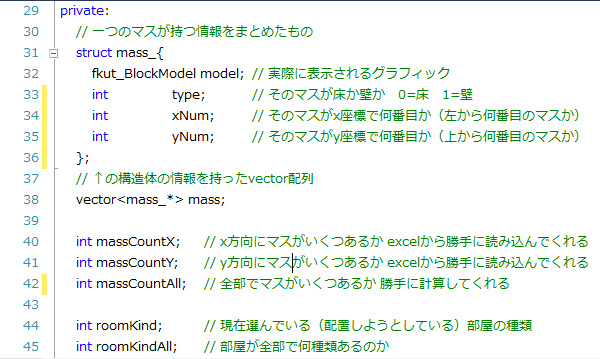 29 private:
30 // 一つのマスが持つ情報をまとめたもの
31 struct mass_{
32 fkut_BlockModel model; // 実際に表示されるグラフィック
33 int type; // そのマスが床か壁か　0=床　1=壁
34 int xNum; // そのマスがx座標で何番目か（左から何番目のマスか）
35 int yNum; // そのマスがy座標で何番目か（上から何番目のマスか）
36 };
37 // ↑の構造体の情報を持ったvector配列
38 vector<mass_*> mass;
39
40 int massCountX; // x方向にマスがいくつあるか excelから勝手に読み込んでくれる
41 int massCountY; // y方向にマスがいくつあるか excelから勝手に読み込んでくれる
42 int massCountAll; // 全部でマスがいくつあるか 勝手に計算してくれる
43
44 int roomKind; // 現在選んでいる（配置しようとしている）部屋の種類
45 int roomKindAll; // 部屋が全部で何種類あるのか